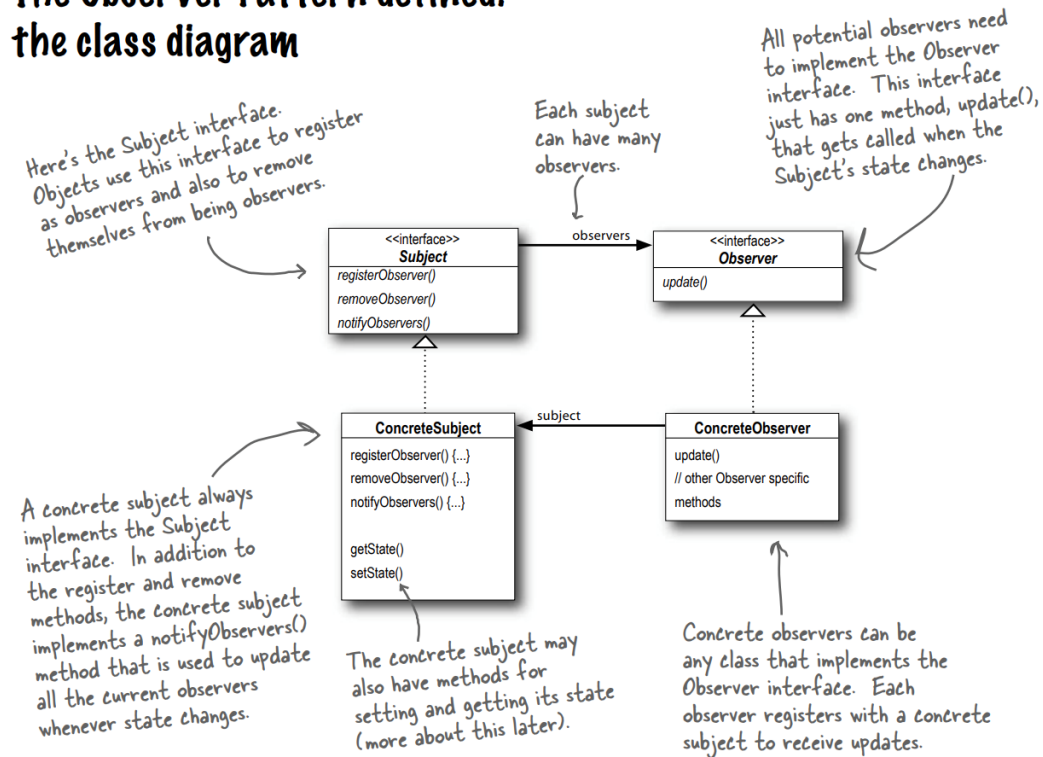 The Observer Pattern defined:
the class diagram
Here's the Subject interface.
Objects use this interface to register
as observers and also to remove
themselves from being observers.
Each subject
can have many
observers.
All potential observers need
to implement the Observer
interface. This interface
just has one method, update(),
that gets called when the
Subject's state changes.
<<interface>>
Subject
registerObserver()
removeObserver()
notifyObservers()
observers
<<interface>>
Observer
update()
ConcreteSubject
registerObserver() {...}
removeObserver() {...}
notifyObservers() {...}
getState()
setState()
subject
ConcreteObserver
update()
// other Observer specific
methods
A concrete subject always
implements the Subject
interface. In addition to
the register and remove
methods, the concrete subject
implements a notifyObservers()
method that is used to update
all the current observers
whenever state changes.
The concrete subject may
also have methods for
setting and getting its state
(more about this later).
Concrete observers can be
any class that implements the
Observer interface. Each
observer registers with a concrete
subject to receive updates.